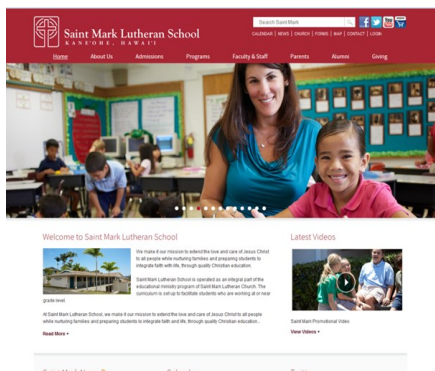 Saint Mark Lutheran School
KANE'OHE, HAWAI'I
Search Saint Mark
CALENDAR | NEWS | CHURCH | FORMS | MAP | CONTACT | LOGIN
Home About Us Admissions Programs Faculty & Staff Parents Alumni Giving
Welcome to Saint Mark Lutheran School
We make it our mission to extend the love and care of Jesus Christ
to all people while nurturing families and preparing students to
integrate faith with life, through quality Christian education.
Saint Mark Lutheran School is operated as an integral part of the
educational ministry program of Saint Mark Lutheran Church. The
curriculum is set up to facilitate students who are working at or near
grade level.
At Saint Mark Lutheran School, we make it our mission to extend the love and care of Jesus Christ to all people
while nurturing families and preparing students to integrate faith and life, through quality Christian education...
Read More +
Latest Videos
Saint Mark Promotional Video
View Videos +